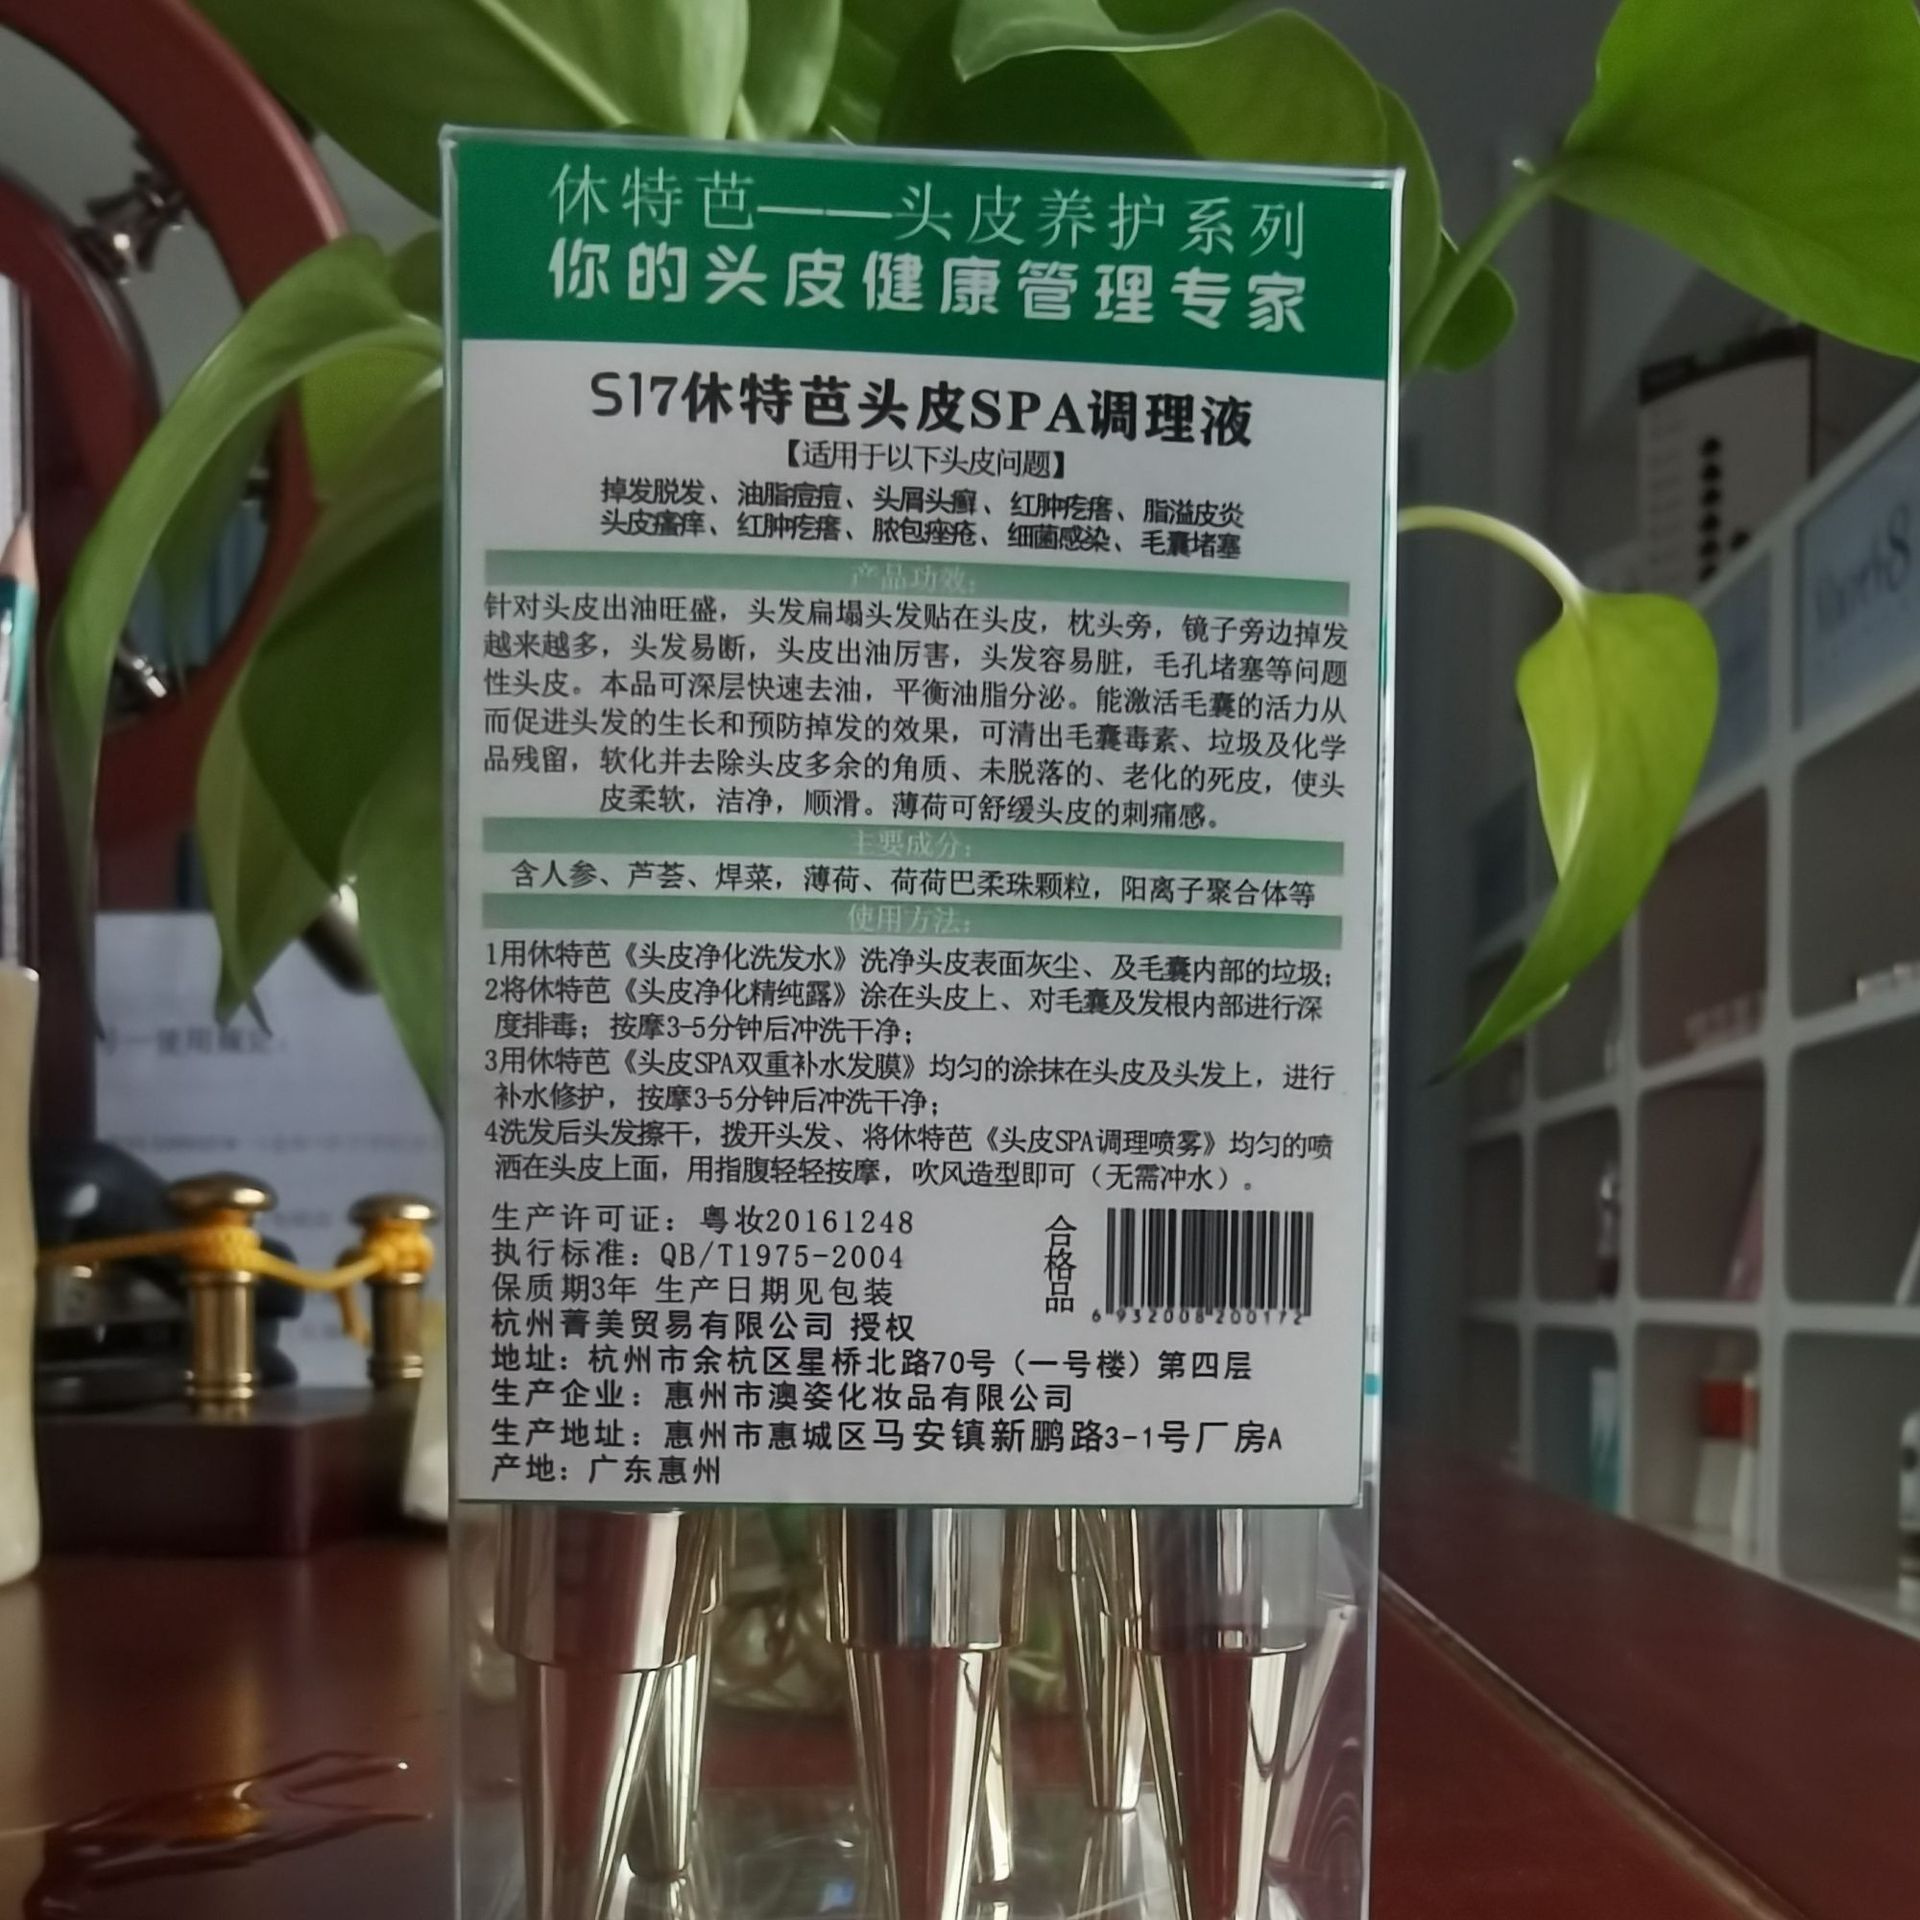 休特芭——头皮养护系列
你的头皮健康管理专家
S17休特芭头皮SPA调理液
【适用于以下头皮问题】
掉发脱发、油脂痘痘、头屑头癣、红肿疙瘩、脂溢皮炎
头皮瘙痒、红肿疙瘩、脓包痤疮、细菌感染、毛囊堵塞
产品功效：
针对头皮出油旺盛，头发扁塌头发贴在头皮，枕头旁，镜子旁边掉发
越来越多，头发易断，头皮出油厉害，头发容易脏，毛孔堵塞等问题
性头皮。本品可深层快速去油，平衡油脂分泌。能激活毛囊的活力从
而促进头发的生长和预防掉发的效果，可清出毛囊毒素、垃圾及化学
品残留，软化并去除头皮多余的角质、未脱落的、老化的死皮，使头
皮柔软，洁净，顺滑。薄荷可舒缓头皮的刺痛感。
主要成分：
含人参、芦荟、焊菜，薄荷、荷荷巴柔珠颗粒，阳离子聚合体等
使用方法：
1用休特芭《头皮净化洗发水》洗净头皮表面灰尘、及毛囊内部的垃圾；
2将休特芭《头皮净化精纯露》涂在头皮上、对毛囊及发根内部进行深
度排毒；按摩3-5分钟后冲洗干净；
3用休特芭《头皮SPA双重补水发膜》均匀的涂抹在头皮及头发上，进行
补水修护，按摩3-5分钟后冲洗干净；
4洗发后头发擦干，拨开头发、将休特芭《头皮SPA调理喷雾》均匀的喷
洒在头皮上面，用指腹轻轻按摩，吹风造型即可（无需冲水）。
生产许可证：粤妆20161248
执行标准：QB/T1975-2004
保质期3年 生产日期见包装
合格品
6 932008 200172
杭州菁美贸易有限公司 授权
地址：杭州市余杭区星桥北路70号（一号楼）第四层
生产企业：惠州市澳姿化妆品有限公司
生产地址：惠州市惠城区马安镇新鹏路3-1号厂房A
产地：广东惠州